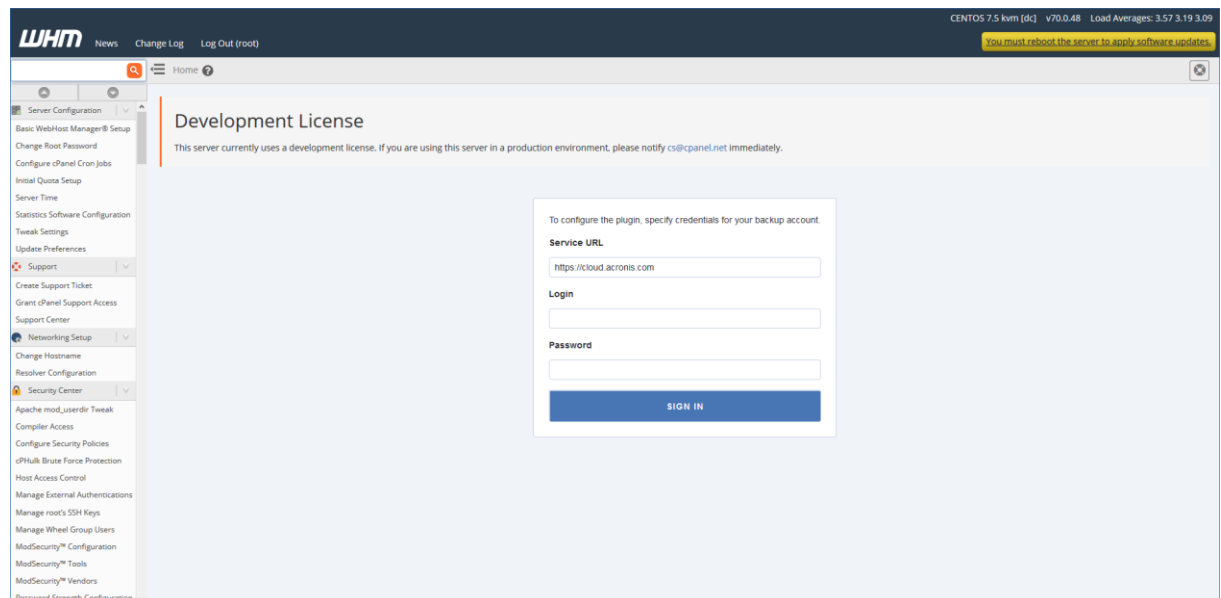 CENTOS 7.5 kvm [dc] v70.0.48 Load Averages: 3.57 3.19 3.09
WHM News Change Log Log Out (root)
You must reboot the server to apply software updates.
Home
Server Configuration
Basic WebHost Manager® Setup
Change Root Password
Configure cPanel Cron Jobs
Initial Quota Setup
Server Time
Statistics Software Configuration
Tweak Settings
Update Preferences
Support
Create Support Ticket
Grant cPanel Support Access
Support Center
Networking Setup
Change Hostname
Resolver Configuration
Security Center
Apache mod_userdir Tweak
Compiler Access
Configure Security Policies
cPHulk Brute Force Protection
Host Access Control
Manage External Authentications
Manage root's SSH Keys
Manage Wheel Group Users
ModSecurity™ Configuration
ModSecurity™ Tools
ModSecurity™ Vendors
Password Strength Configuration
Development License
This server currently uses a development license. If you are using this server in a production environment, please notify cs@cpanel.net immediately.
To configure the plugin, specify credentials for your backup account.
Service URL
https://cloud.acronis.com
Login
Password
SIGN IN